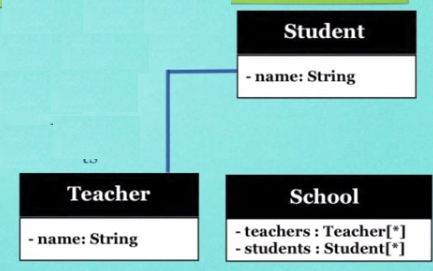 Student
- name: String
Teacher
- name: String
School
- teachers : Teacher[*]
- students : Student[*]